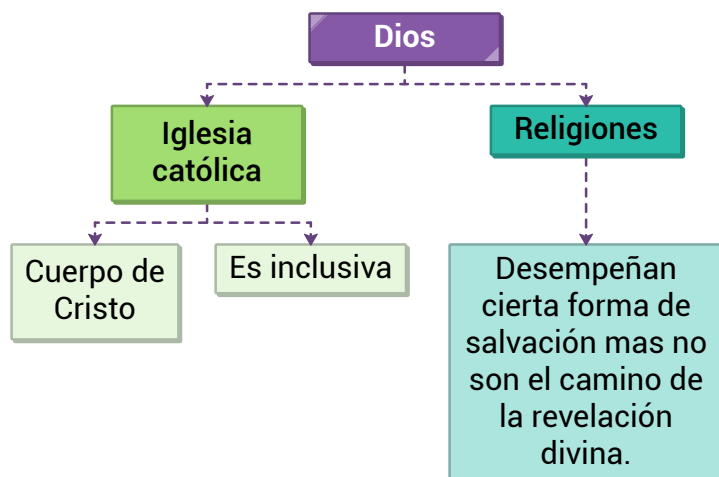 Dios
Iglesia
católica
Religiones
Cuerpo de
Cristo
Es inclusiva
Desempeñan
cierta forma de
salvación mas no
son el camino de
la revelación
divina.